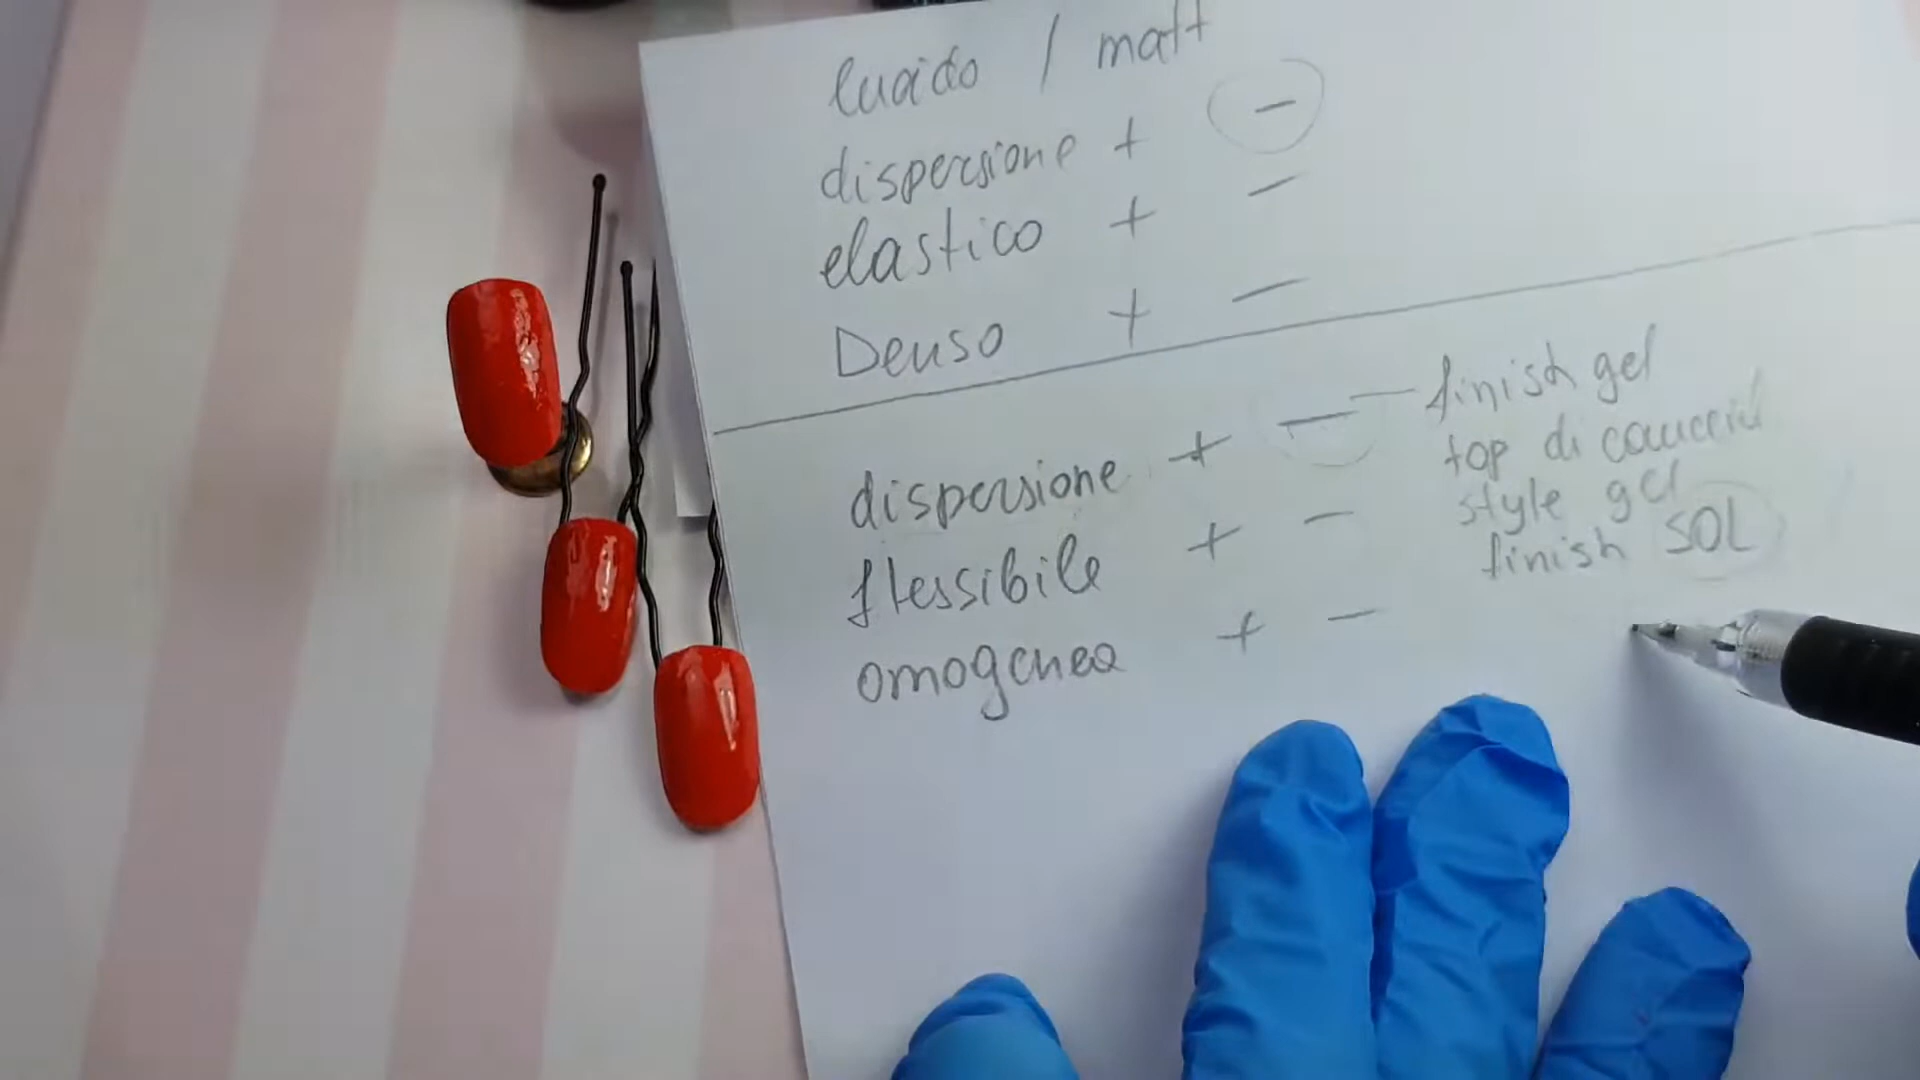 lucido / matt
dispersione + -
elastico + -
Denso + -
dispersione + - - finish gel
top di caucciù
style gel
flessibile + -
finish SOL
omogenea + -